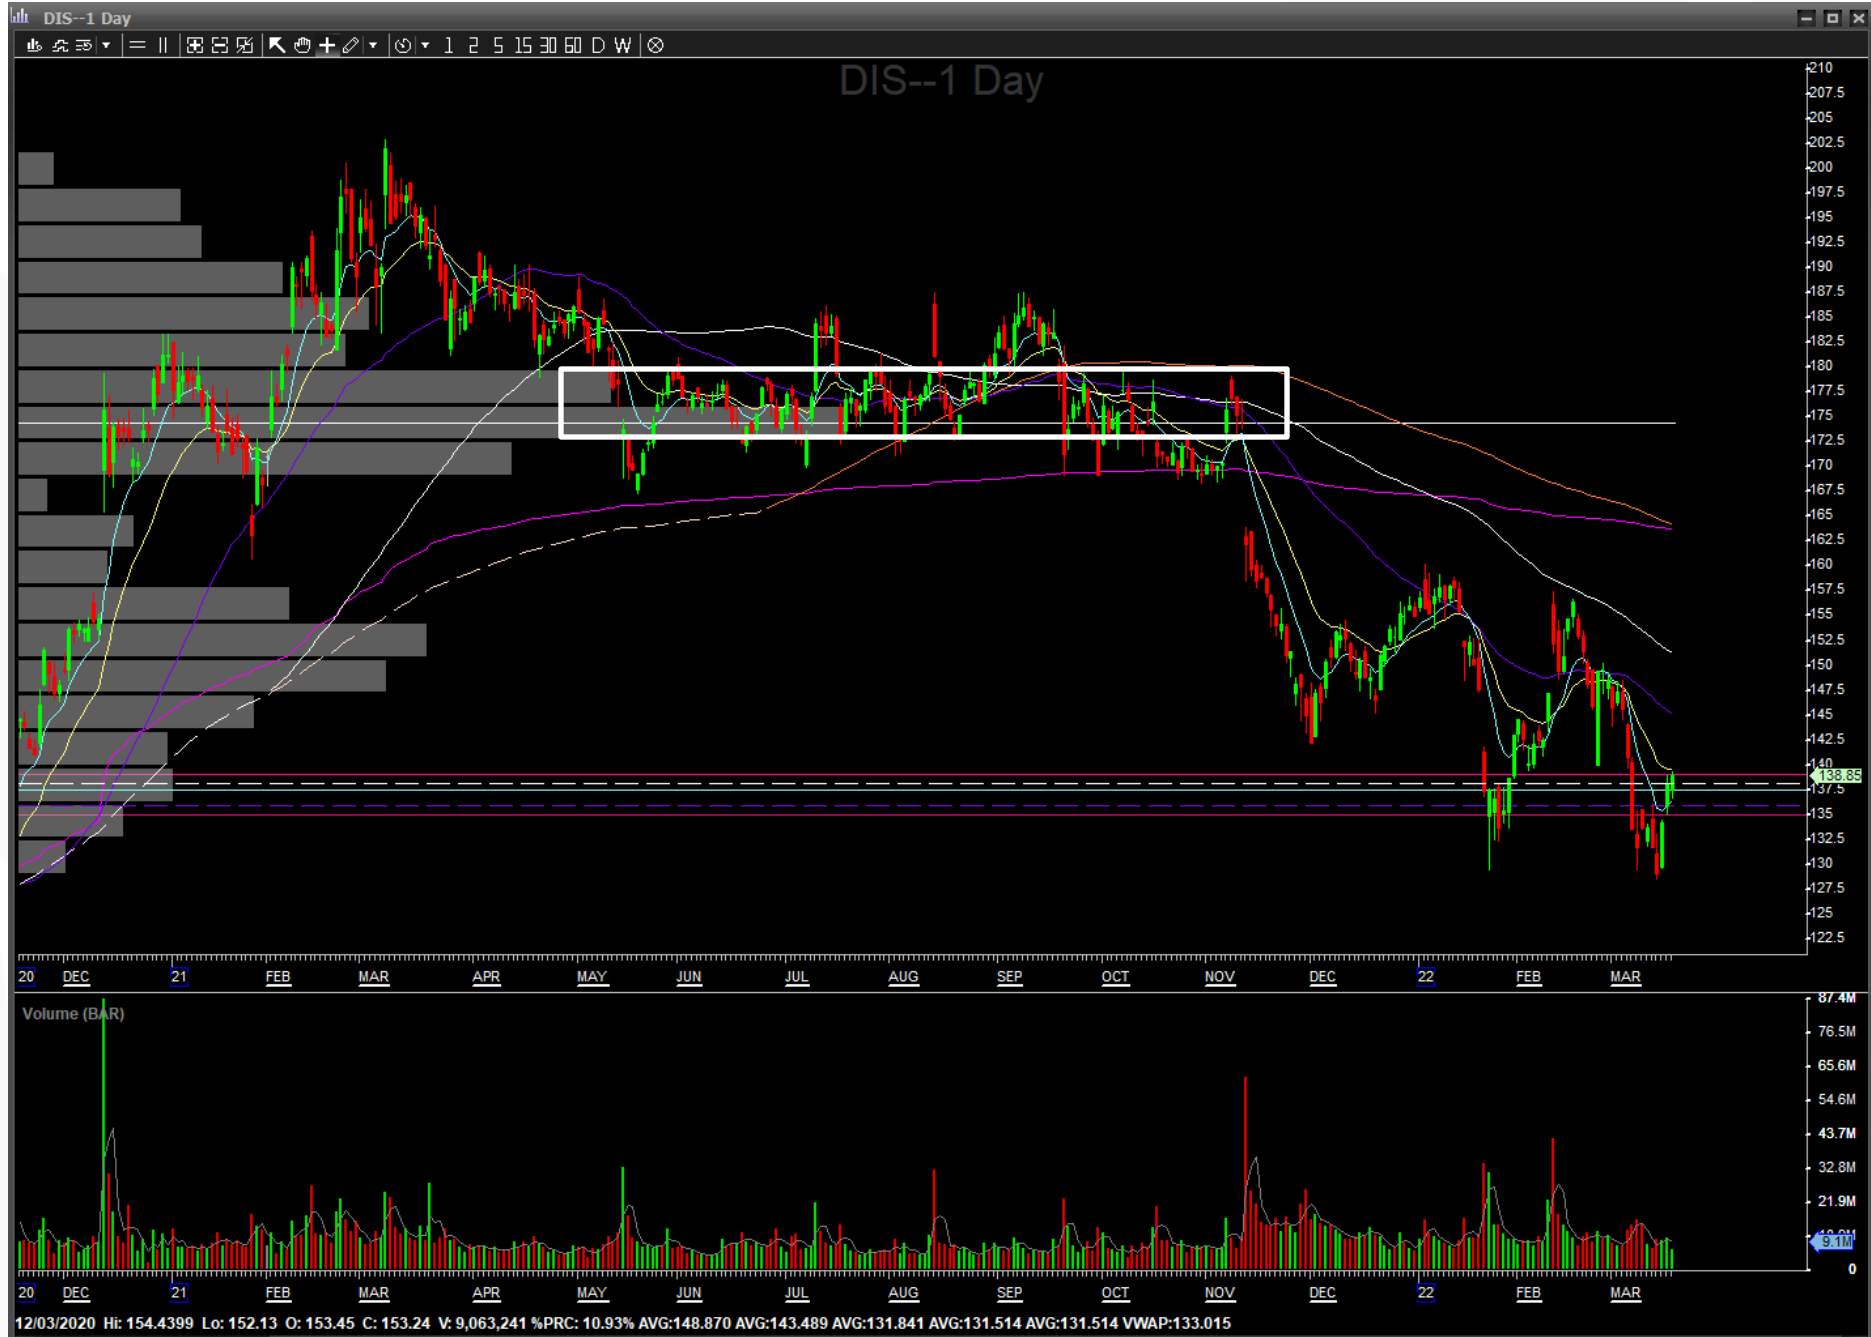 DIS--1 Day
1 2 5 15 30 60 D W
DIS--1 Day
210
207.5
205
202.5
200
197.5
195
192.5
190
187.5
185
182.5
180
177.5
175
172.5
170
167.5
165
162.5
160
157.5
155
152.5
150
147.5
145
142.5
140
138.85
137.5
135
132.5
130
127.5
125
122.5
20 DEC 21 FEB MAR APR MAY JUN JUL AUG SEP OCT NOV DEC 22 FEB MAR
Volume (BAR)
87.4M
76.5M
65.6M
54.6M
43.7M
32.8M
21.9M
9.1M
0
20 DEC 21 FEB MAR APR MAY JUN JUL AUG SEP OCT NOV DEC 22 FEB MAR
12/03/2020 Hi: 154.4399 Lo: 152.13 O: 153.45 C: 153.24 V: 9,063,241 %PRC: 10.93% AVG:148.870 AVG:143.489 AVG:131.841 AVG:131.514 AVG:131.514 VWAP:133.015